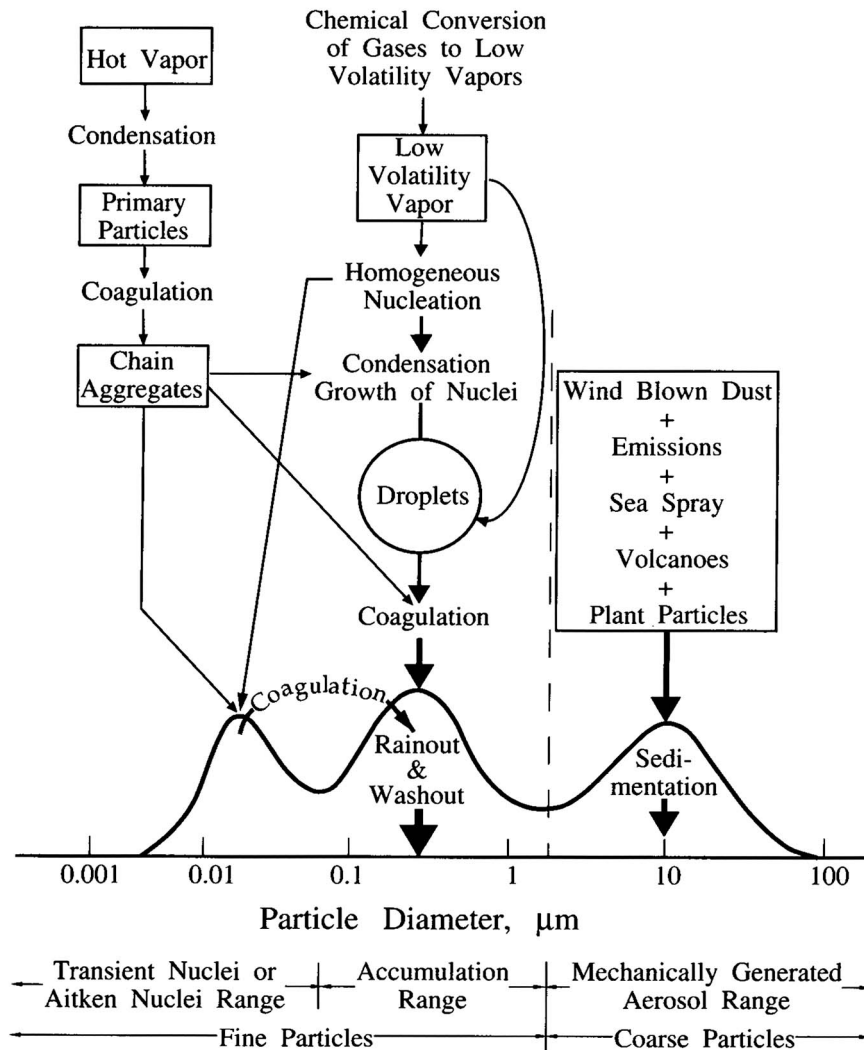 Hot Vapor
Condensation
Primary
Particles
Coagulation
Chain
Aggregates
Chemical Conversion
of Gases to Low
Volatility Vapors
Low
Volatility
Vapor
Homogeneous
Nucleation
Condensation
Growth of Nuclei
Droplets
Coagulation
Wind Blown Dust
+
Emissions
+
Sea Spray
+
Volcanoes
+
Plant Particles
Coagulation
Rainout
&
Washout
Sedi-
mentation
0.001 0.01 0.1 1 10 100
Particle Diameter, μm
Transient Nuclei or
Aitken Nuclei Range
Accumulation
Range
Mechanically Generated
Aerosol Range
Fine Particles
Coarse Particles